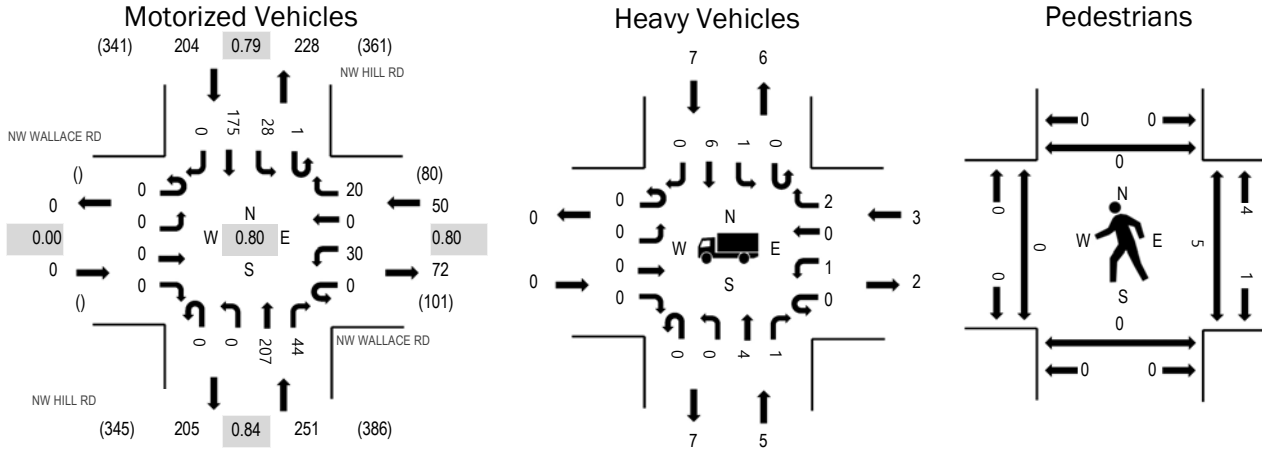 Motorized Vehicles
(341) 204 0.79 228 (361)
NW HILL RD
0 175 28 1
NW WALLACE RD
() 0 20 (80)
0 0 N 0 50
0.00 W 0.80 E 0.80
0 0 S 30 72
() 0 0 (101)
0 0 207 44
NW WALLACE RD
NW HILL RD
(345) 205 0.84 251 (386)
Heavy Vehicles
7 6
0 6 1 0
0 2
0 0 N 0 3
W E
0 0 1 2
0 S 0
0 0 4 1
7 5
Pedestrians
0 0
0
N
0 4
W E
0 5
0 1
S
0
0 0